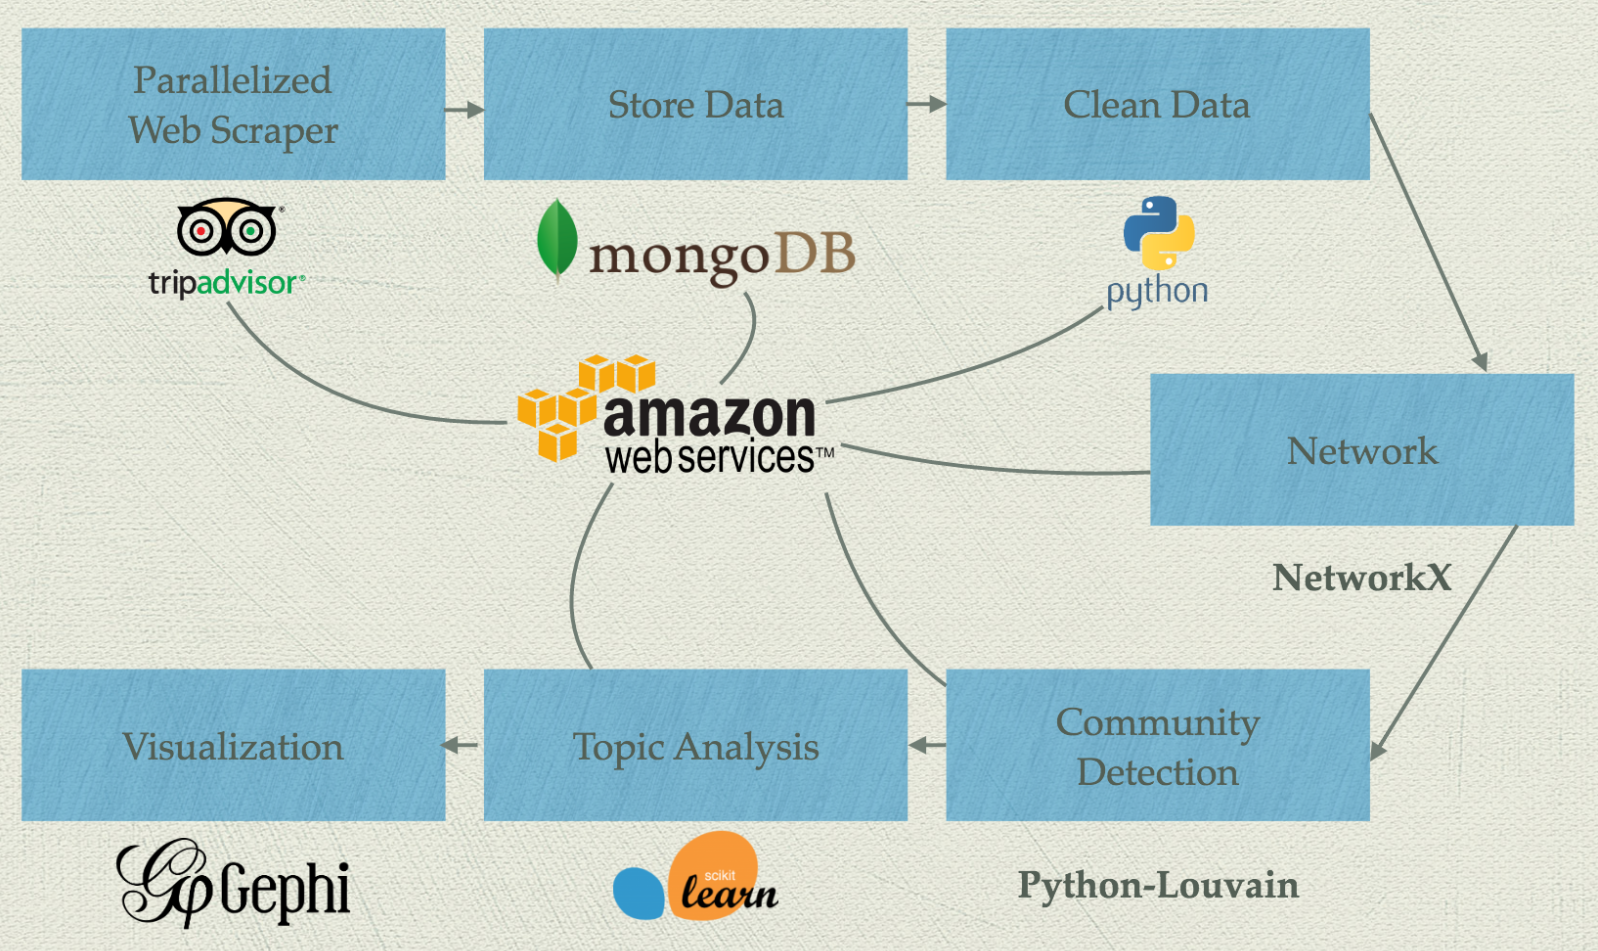 Parallelized
Web Scraper
Store Data
Clean Data
tripadvisor®
mongoDB
python
amazon
web services™
Network
NetworkX
Visualization
Topic Analysis
Community
Detection
Gephi
scikit
learn
Python-Louvain